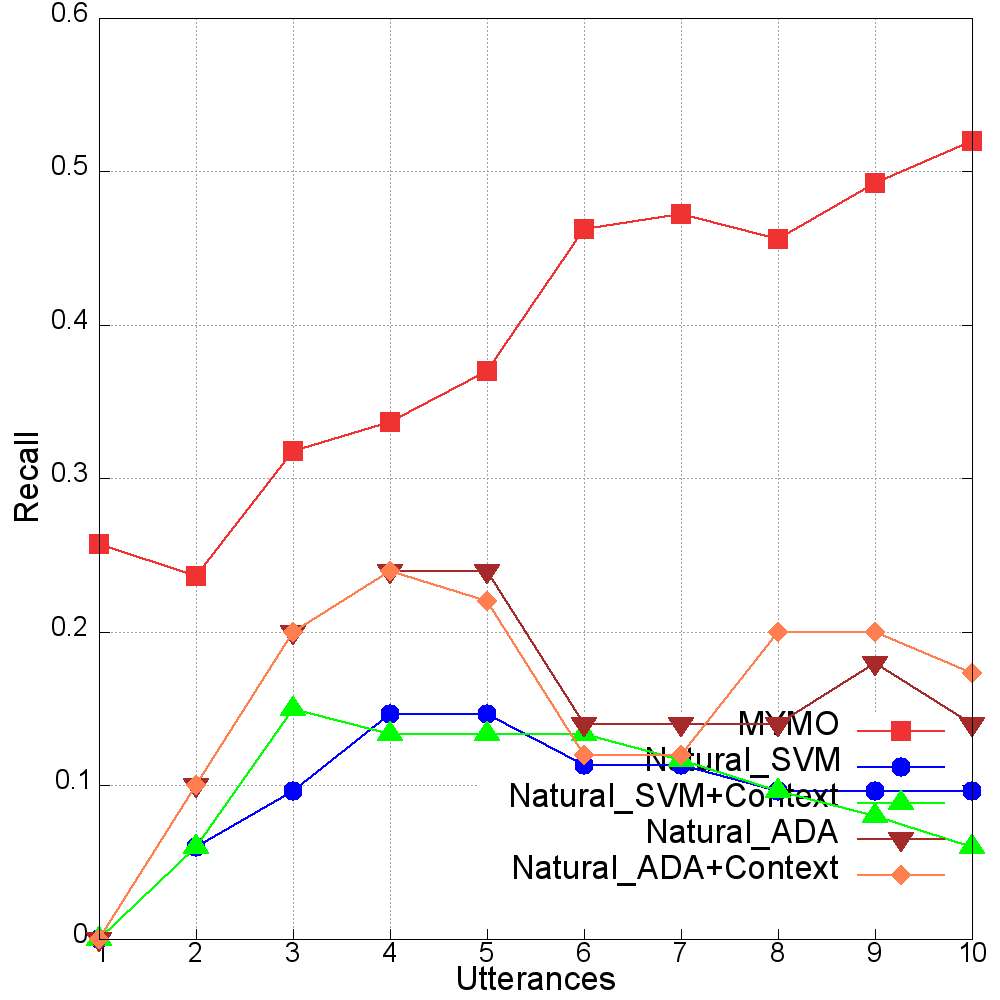 0.6
0.5
0.4
0.3
0.2
0.1
0
Recall
MYMO
Natural_SVM
Natural_SVM+Context
Natural_ADA
Natural_ADA+Context
1 2 3 4 5 6 7 8 9 10
Utterances